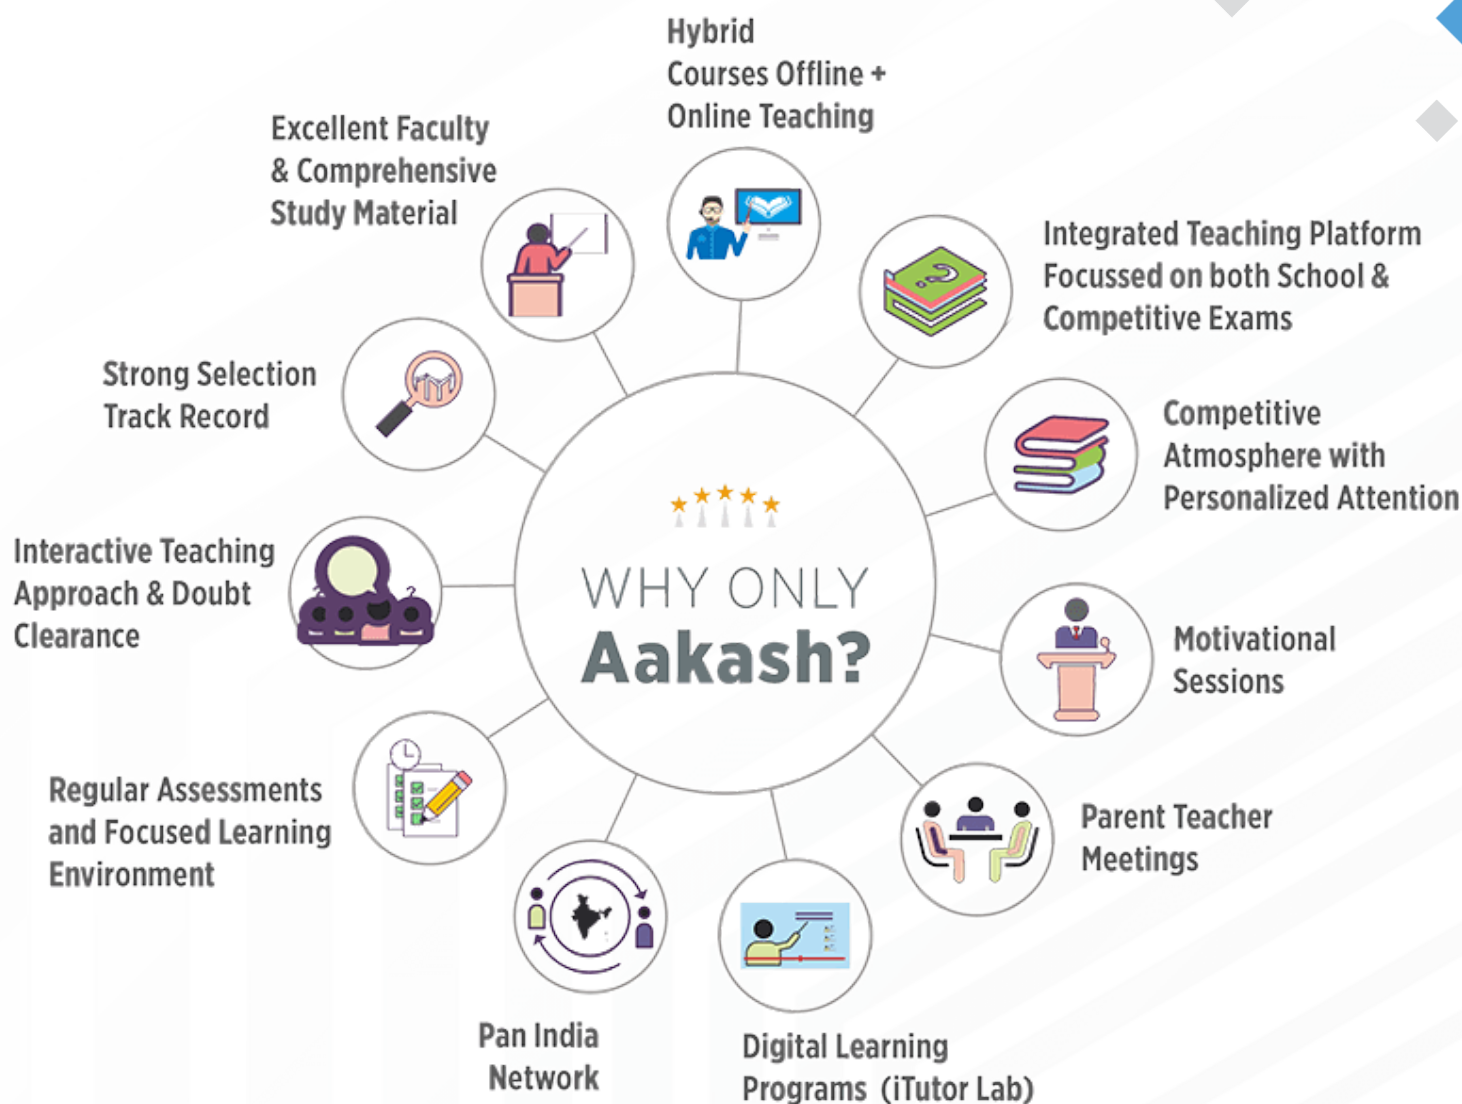 Hybrid
Courses Offline +
Online Teaching
Excellent Faculty
& Comprehensive
Study Material
Integrated Teaching Platform
Focussed on both School &
Competitive Exams
Strong Selection
Track Record
Competitive
Atmosphere with
Personalized Attention
WHY ONLY
Aakash?
Interactive Teaching
Approach & Doubt
Clearance
Motivational
Sessions
Regular Assessments
and Focused Learning
Environment
Parent Teacher
Meetings
Pan India
Network
Digital Learning
Programs (iTutor Lab)